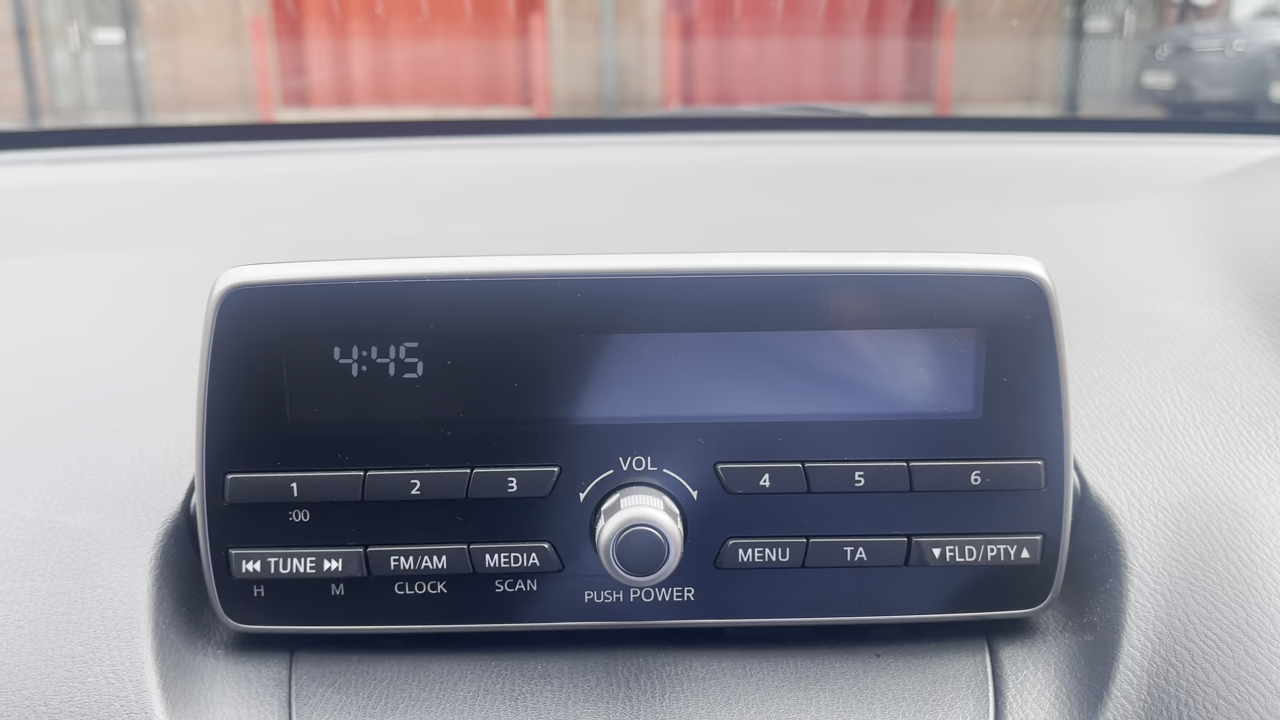 4:45
VOL
1 2 3 4 5 6
:00
TUNE FM/AM MEDIA MENU TA ▼FLD/PTY▲
H M CLOCK SCAN
PUSH POWER